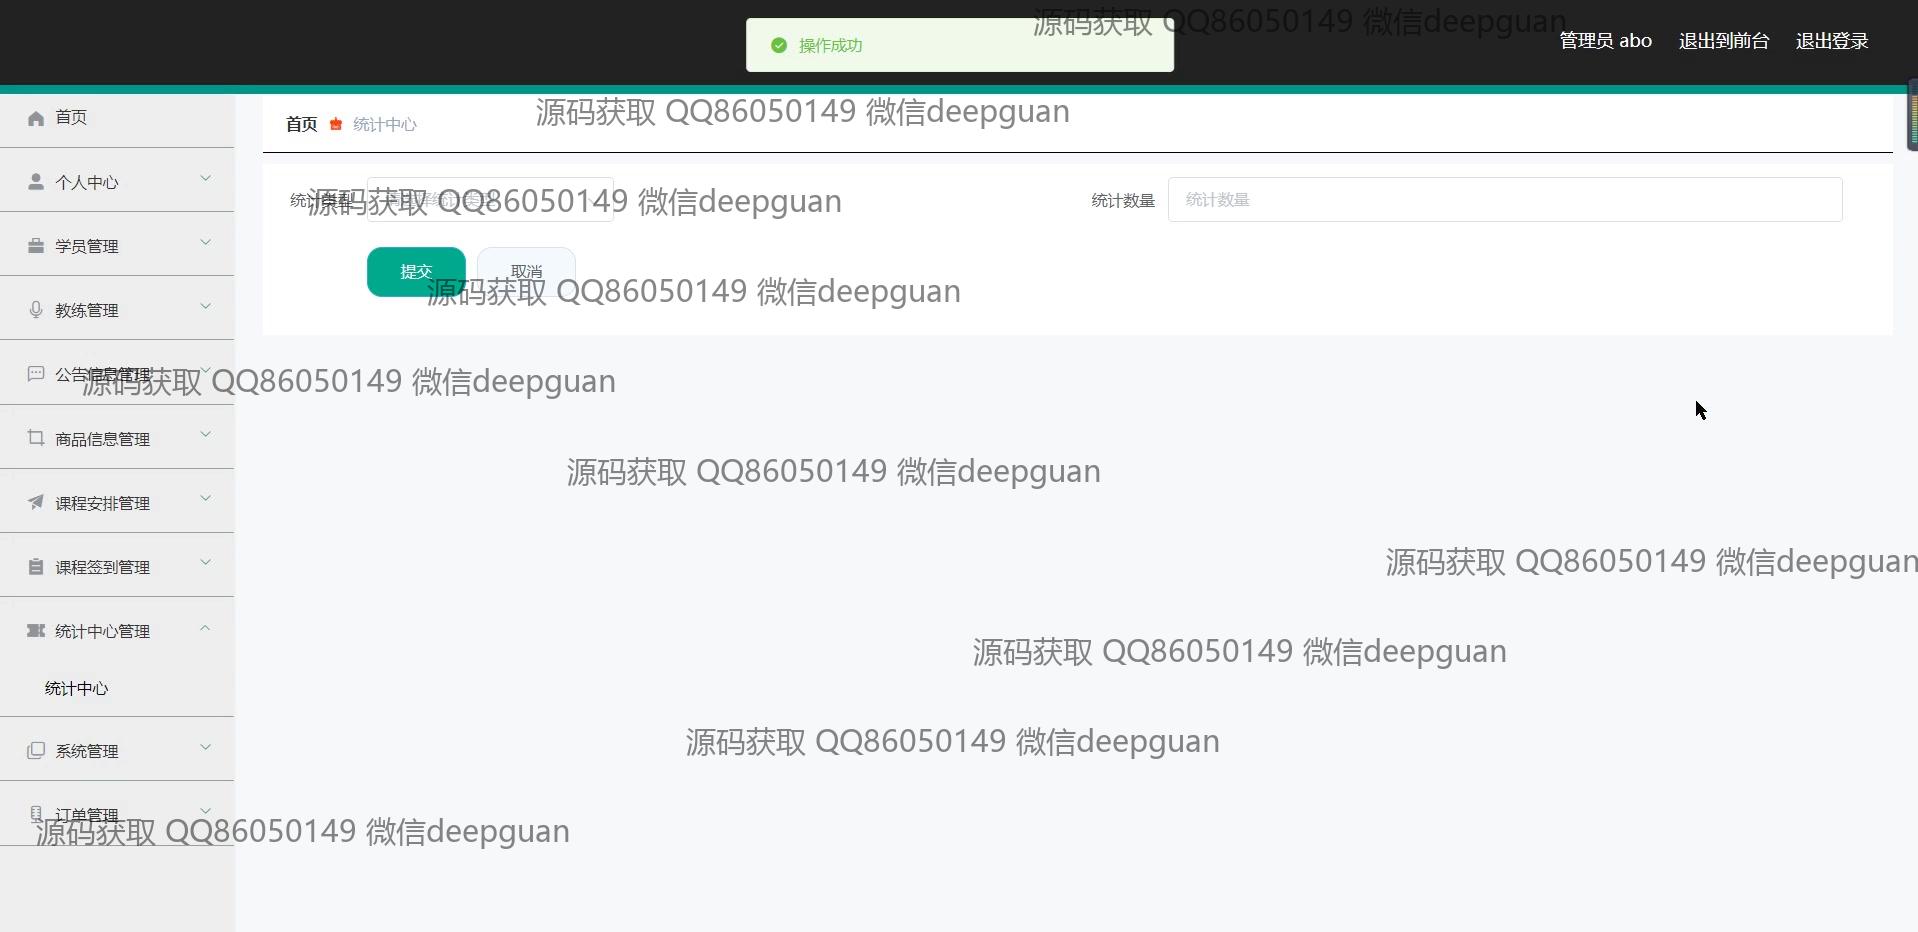 源码获取 QQ86050149 微信deepguan
操作成功
管理员 abo 退出到前台 退出登录
首页
首页 统计中心
源码获取 QQ86050149 微信deepguan
个人中心
统计类型
源码获取 QQ86050149 微信deepguan
统计数量 统计数量
学员管理
提交 取消
源码获取 QQ86050149 微信deepguan
教练管理
公告信息管理
源码获取 QQ86050149 微信deepguan
商品信息管理
源码获取 QQ86050149 微信deepguan
课程安排管理
课程签到管理
源码获取 QQ86050149 微信deepguan
统计中心管理
源码获取 QQ86050149 微信deepguan
统计中心
系统管理
源码获取 QQ86050149 微信deepguan
订单管理
源码获取 QQ86050149 微信deepguan